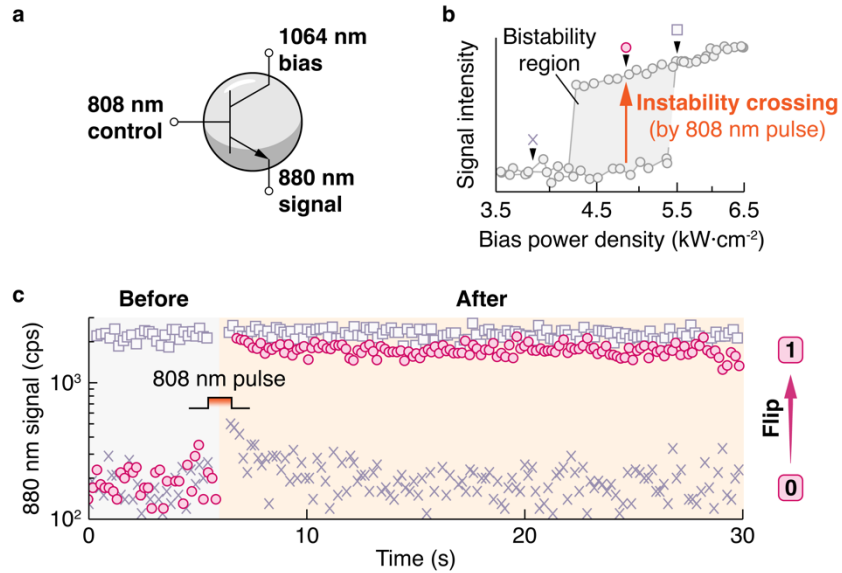 a
1064 nm
bias
808 nm
control
880 nm
signal
b
Signal intensity
Bistability
region
Instability crossing
(by 808 nm pulse)
3.5 4.5 5.5 6.5
Bias power density (kW·cm⁻²)
c
Before After
880 nm signal (cps)
10³
10²
808 nm pulse
0 10 20 30
Time (s)
1
Flip
0